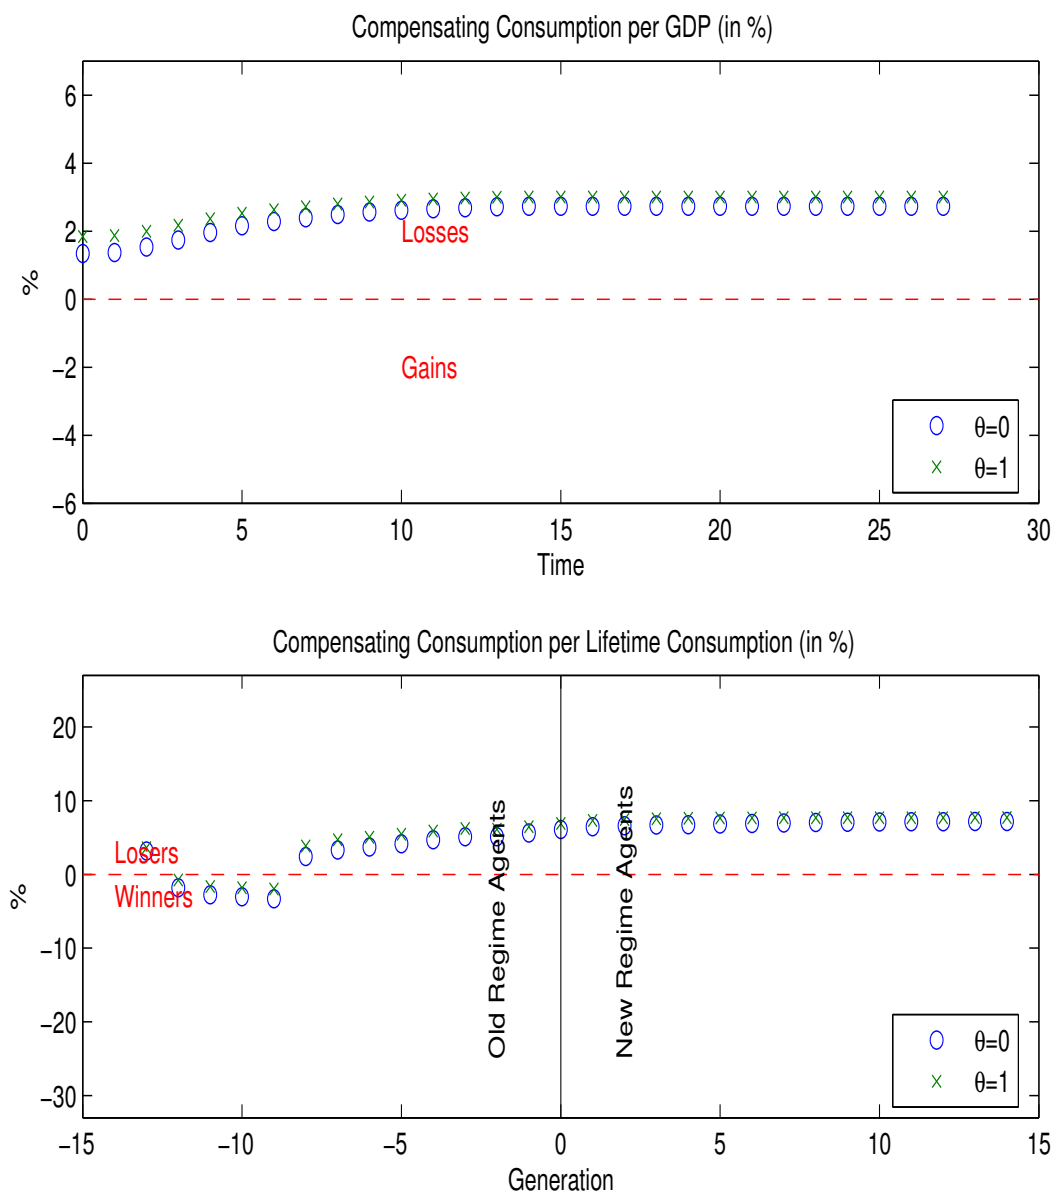 Compensating Consumption per GDP (in %)
6
4
2
0
−2
−4
−6
%
Losses
Gains
θ=0
θ=1
0 5 10 15 20 25 30
Time
Compensating Consumption per Lifetime Consumption (in %)
20
10
0
−10
−20
−30
%
Losers
Winners
Old Regime Agents
New Regime Agents
θ=0
θ=1
−15 −10 −5 0 5 10 15
Generation